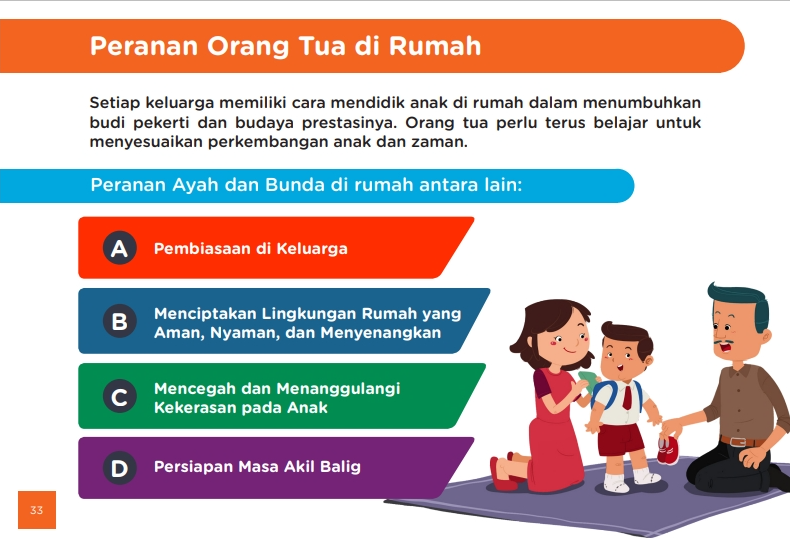 Peranan Orang Tua di Rumah
Setiap keluarga memiliki cara mendidik anak di rumah dalam menumbuhkan
budi pekerti dan budaya prestasinya. Orang tua perlu terus belajar untuk
menyesuaikan perkembangan anak dan zaman.
Peranan Ayah dan Bunda di rumah antara lain:
A Pembiasaan di Keluarga
B Menciptakan Lingkungan Rumah yang
Aman, Nyaman, dan Menyenangkan
C Mencegah dan Menanggulangi
Kekerasan pada Anak
D Persiapan Masa Akil Balig
33